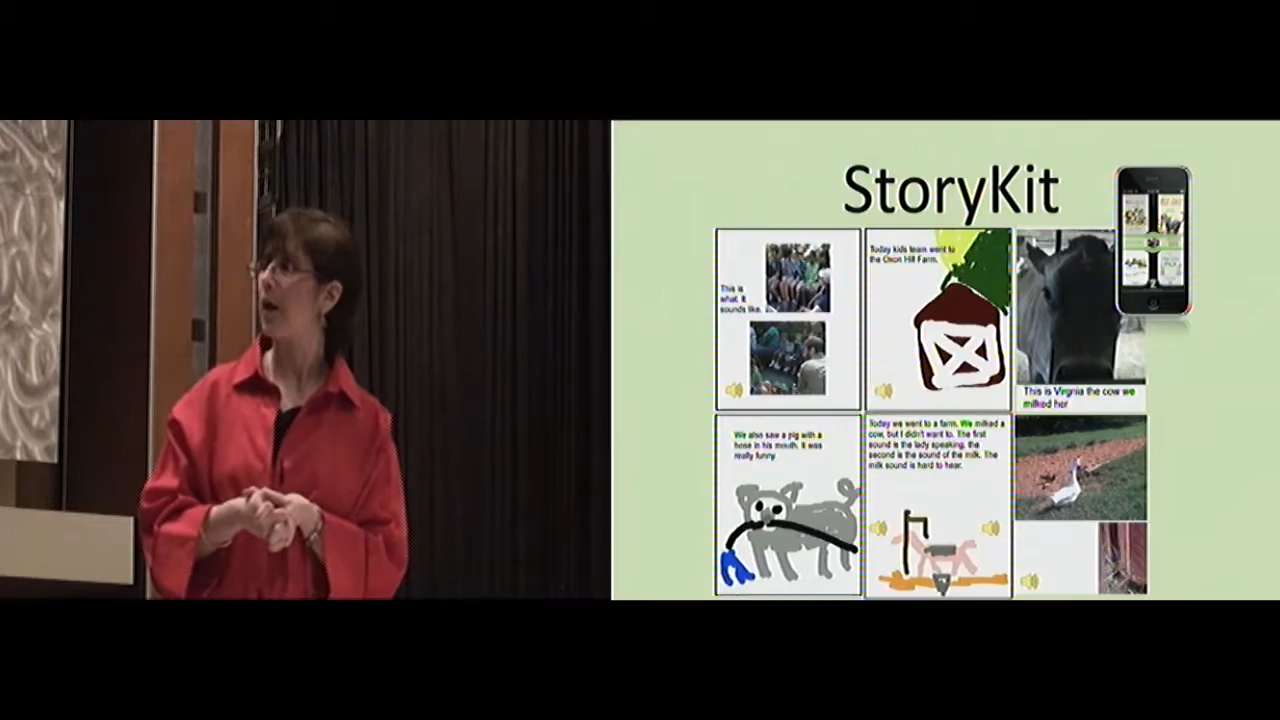 StoryKit
This is
what. It
sounds like.
Today kids team went to
the Oxon Hill Farm.
This is Virgnia the cow we
milked her
We also saw a pig with a
hose in his mouth. It was
really funny.
Today we went to a farm. We milked a
cow, but I didn't want to. The first
sound is the lady speaking, the
second is the sound of the milk. The
milk sound is hard to hear.